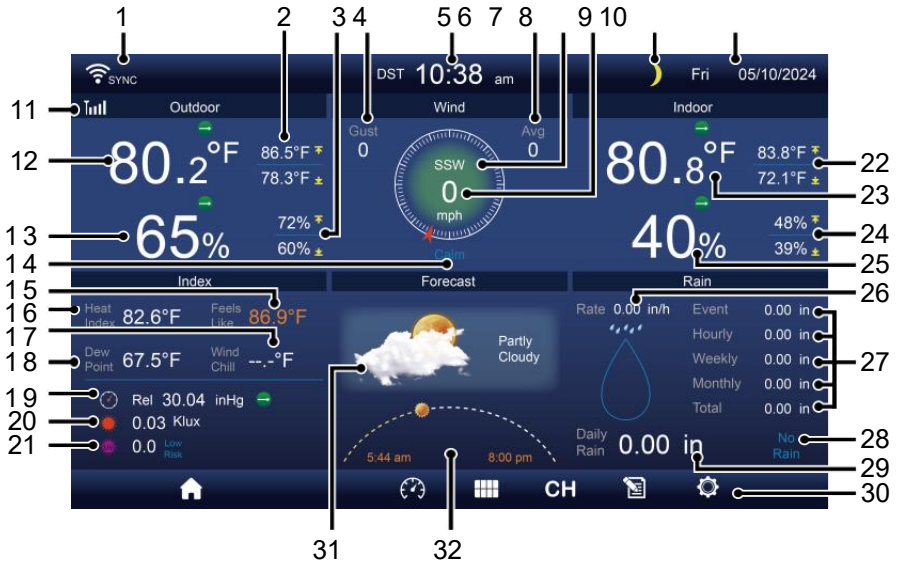 1 2 3 4 5 6 7 8 9 10
SYNC DST 10:38 am Fri 05/10/2024
11 Outdoor Wind Indoor
Gust Avg
12 80.2°F 86.5°F 0 0 80.8°F 83.8°F 22
78.3°F SSW 72.1°F 23
0
mph
13 65% 72% 40% 48% 24
60% 39%
14 Calm 25
Index Forecast Rain
15 26
16 Heat Index 82.6°F Feels Like 86.9°F Rate 0.00 in/h Event 0.00 in
17 Hourly 0.00 in
Partly Cloudy
18 Dew Point 67.5°F Wind Chill --.-°F Weekly 0.00 in 27
Monthly 0.00 in
19 Rel 30.04 inHg Total 0.00 in
20 0.03 Klux
21 0.0 Low Risk Daily Rain 0.00 in No Rain 28
5:44 am 8:00 pm 29
CH 30
31 32